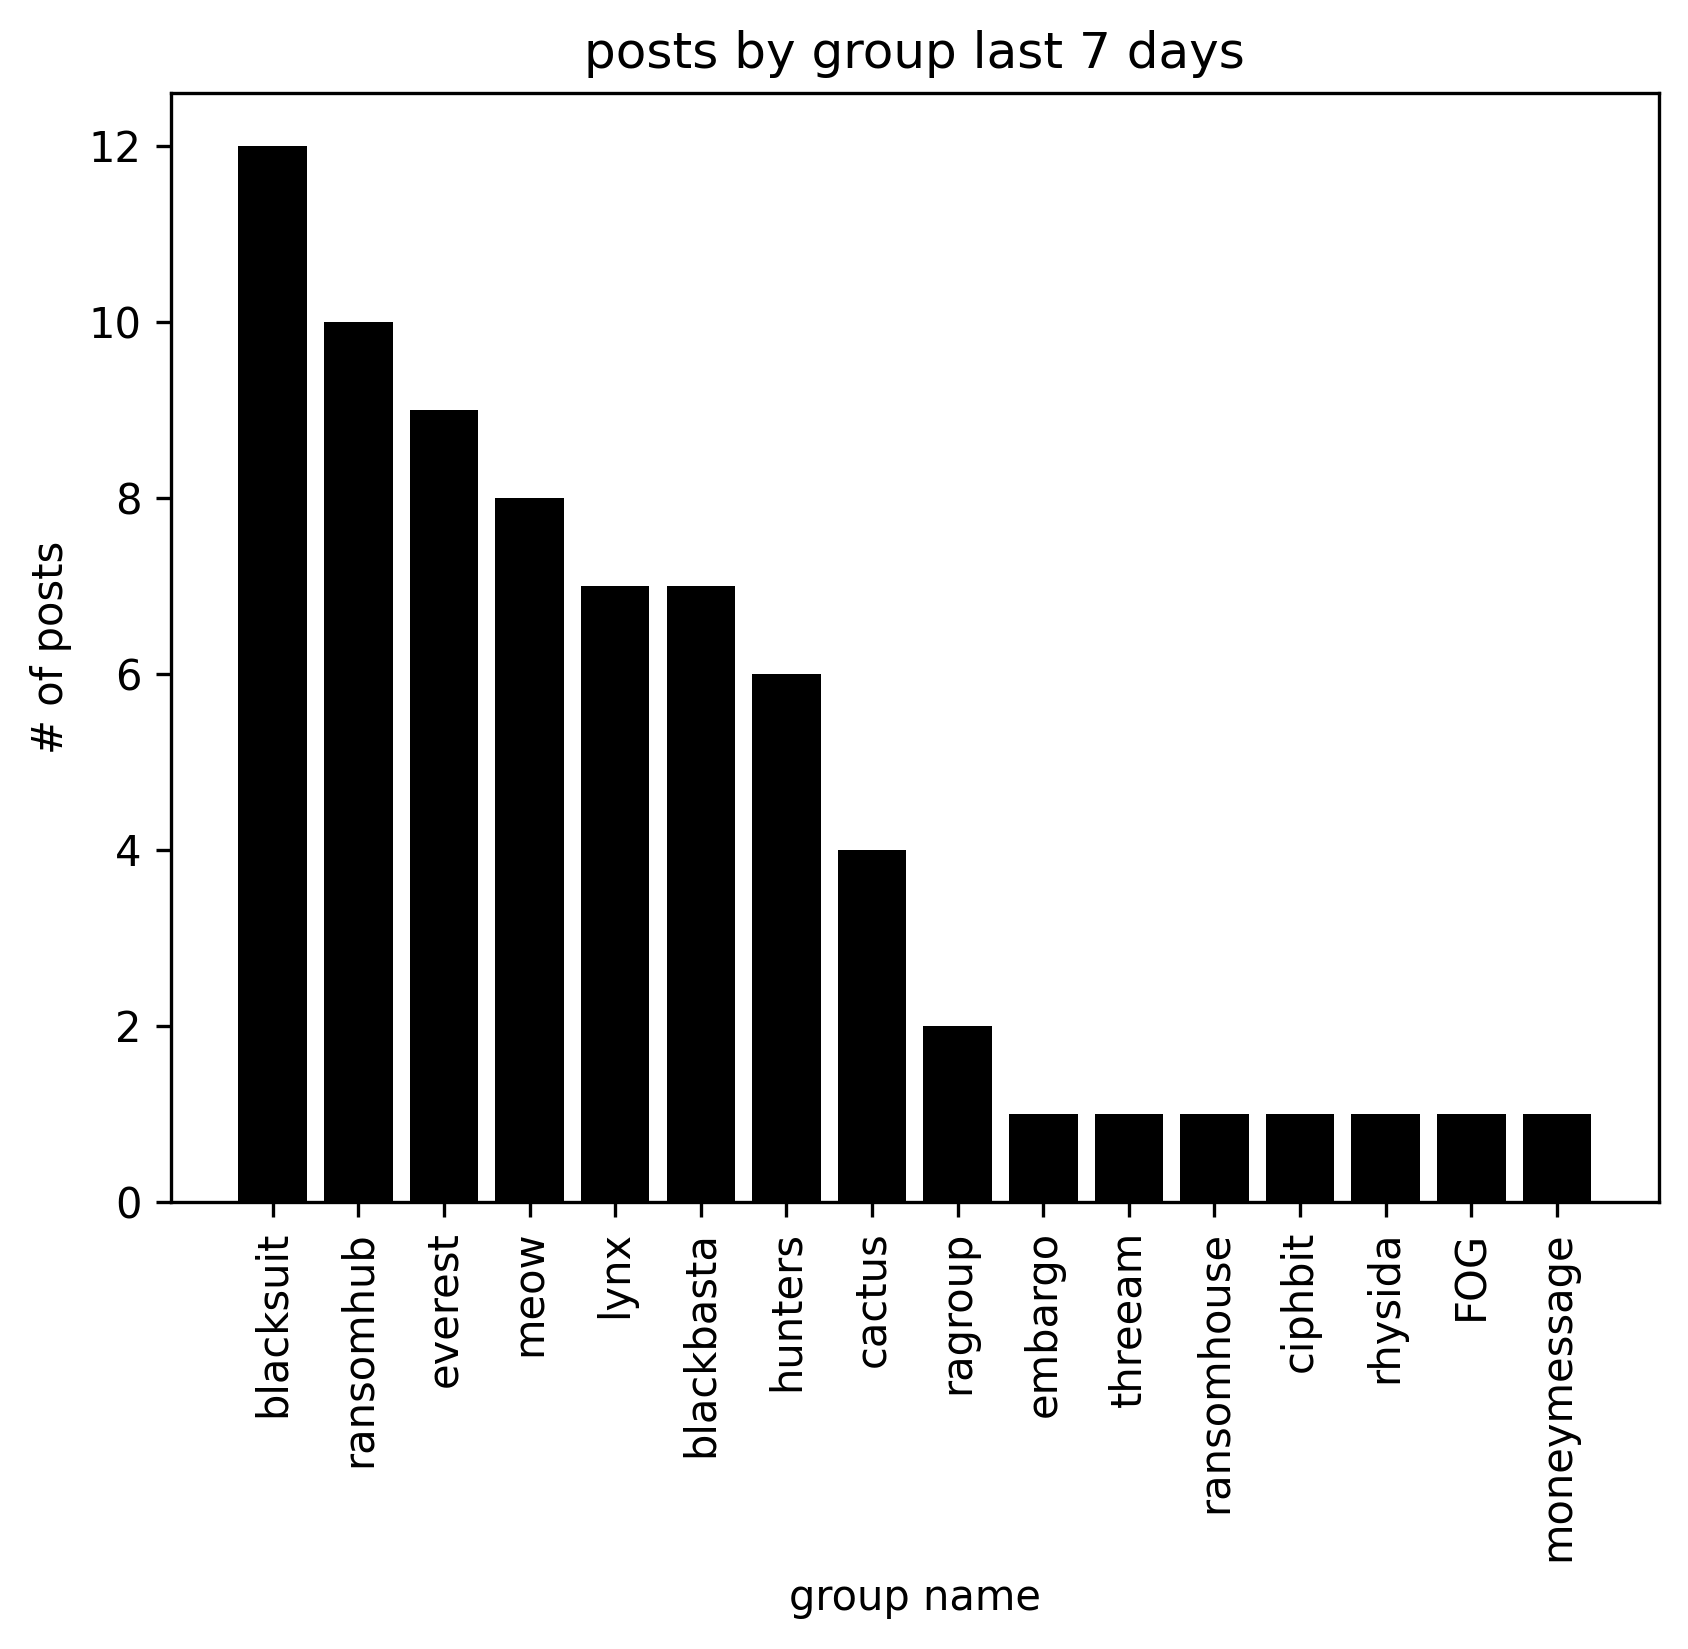 posts by group last 7 days
12
10
8
6
4
2
0
# of posts
blacksuit
ransomhub
everest
meow
lynx
blackbasta
hunters
cactus
ragroup
embargo
threeam
ransomhouse
ciphbit
rhysida
FOG
moneymessage
group name